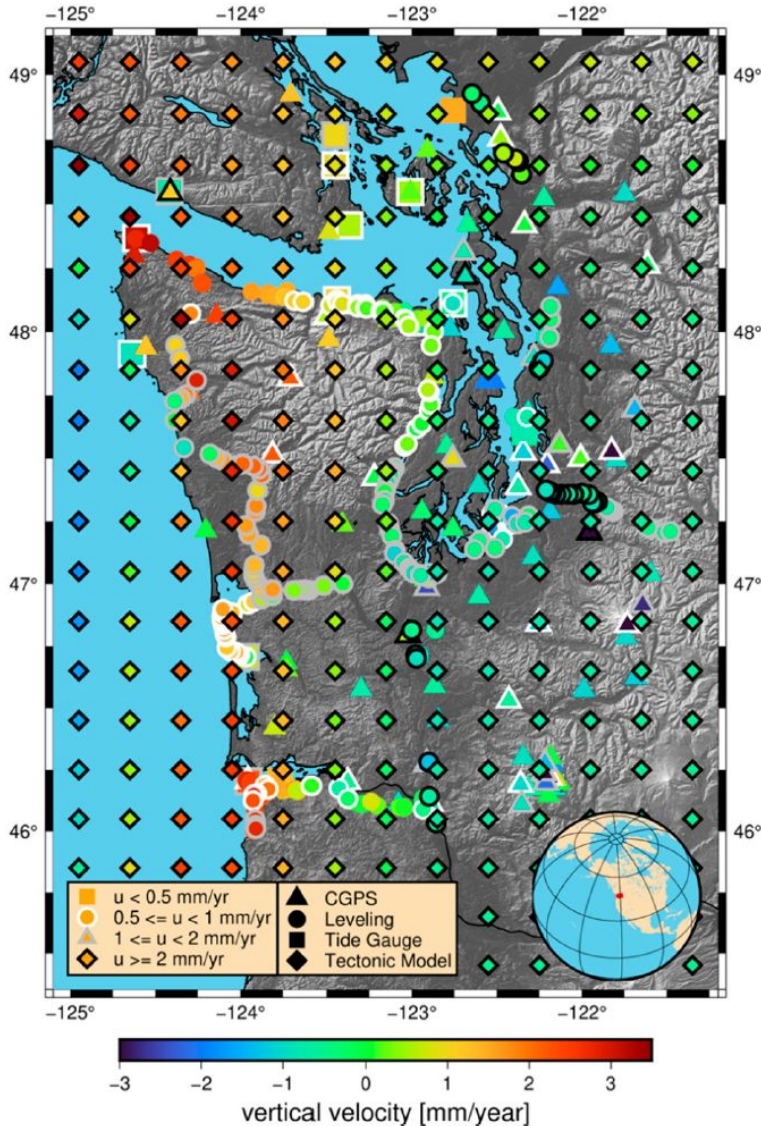 −125° −124° −123° −122°
49° 49°
48° 48°
47° 47°
46° 46°
u < 0.5 mm/yr
0.5 <= u < 1 mm/yr
1 <= u < 2 mm/yr
u >= 2 mm/yr
CGPS
Leveling
Tide Gauge
Tectonic Model
−125° −124° −123° −122°
−3 −2 −1 0 1 2 3
vertical velocity [mm/year]